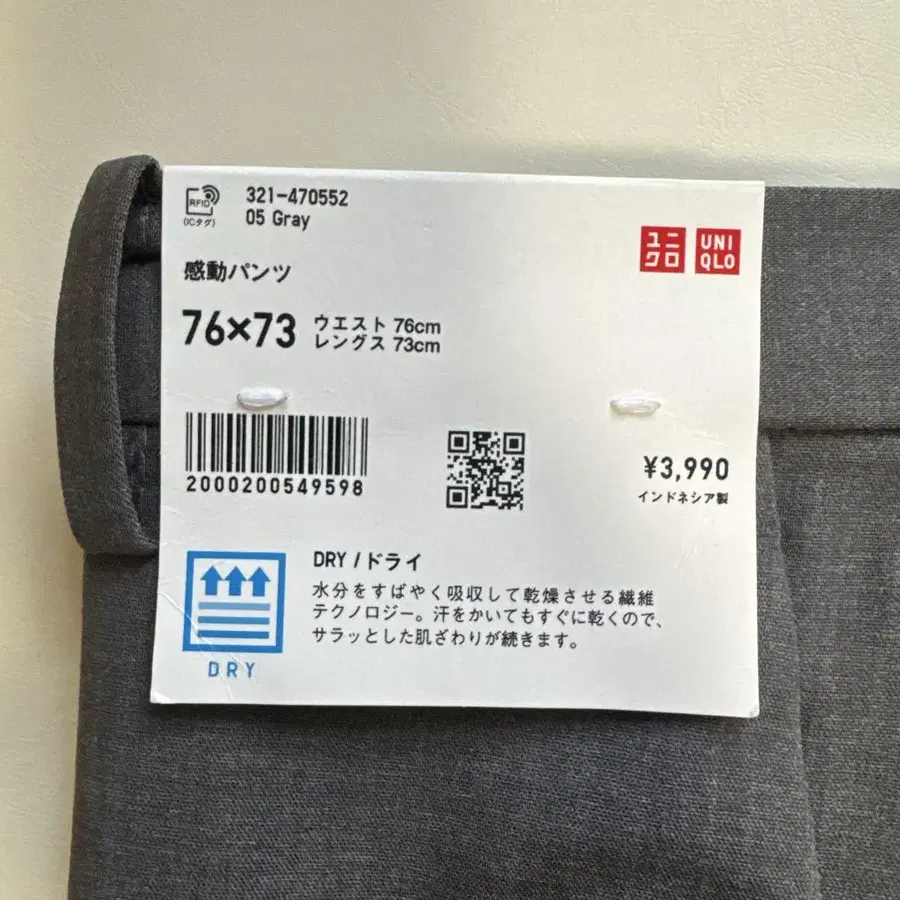 RFID
(ICタグ)
321-470552
05 Gray
ユニ
クロ
UNI
QLO
感動パンツ
76×73
ウエスト 76cm
レングス 73cm
2000200549598
¥3,990
インドネシア製
DRY
DRY / ドライ
水分をすばやく吸収して乾燥させる繊維
テクノロジー。汗をかいてもすぐに乾くので、
サラッとした肌ざわりが続きます。